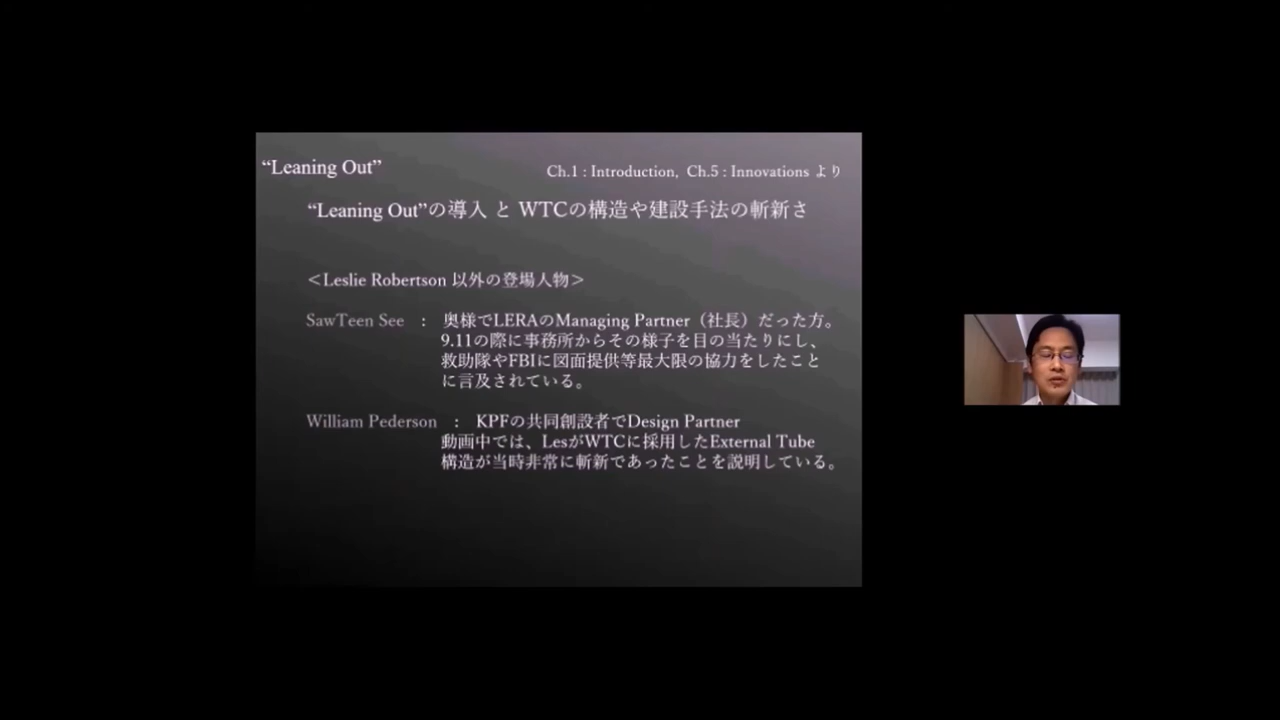 “Leaning Out”
Ch.1 : Introduction, Ch.5 : Innovations より
“Leaning Out”の導入 と WTCの構造や建設手法の斬新さ
＜Leslie Robertson 以外の登場人物＞
SawTeen See ： 奥様でLERAのManaging Partner（社長）だった方。
9.11の際に事務所からその様子を目の当たりにし、
救助隊やFBIに図面提供等最大限の協力をしたこと
に言及されている。
William Pederson ： KPFの共同創設者でDesign Partner
動画中では、LesがWTCに採用したExternal Tube
構造が当時非常に斬新であったことを説明している。